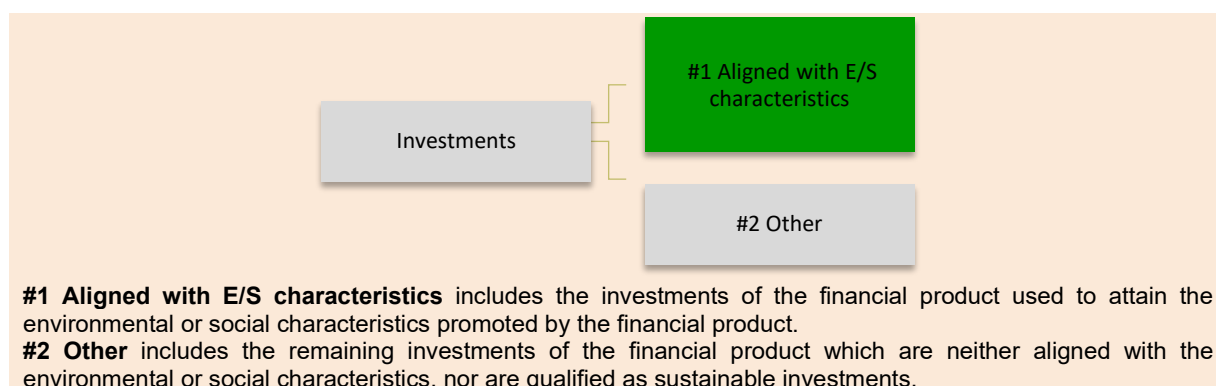 #1 Aligned with E/S
characteristics
Investments
#2 Other
#1 Aligned with E/S characteristics includes the investments of the financial product used to attain the
environmental or social characteristics promoted by the financial product.
#2 Other includes the remaining investments of the financial product which are neither aligned with the
environmental or social characteristics, nor are qualified as sustainable investments.